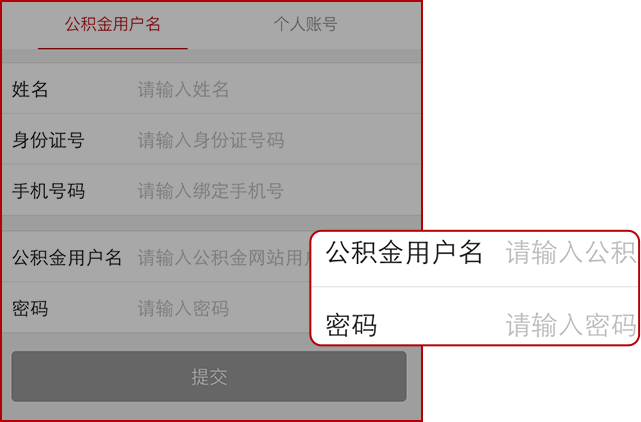 公积金用户名 个人账号
姓名 请输入姓名
身份证号 请输入身份证号码
手机号码 请输入绑定手机号
公积金用户名 请输入公积金网站用户
密码 请输入密码
提交
公积金用户名 请输入公积
密码 请输入密码